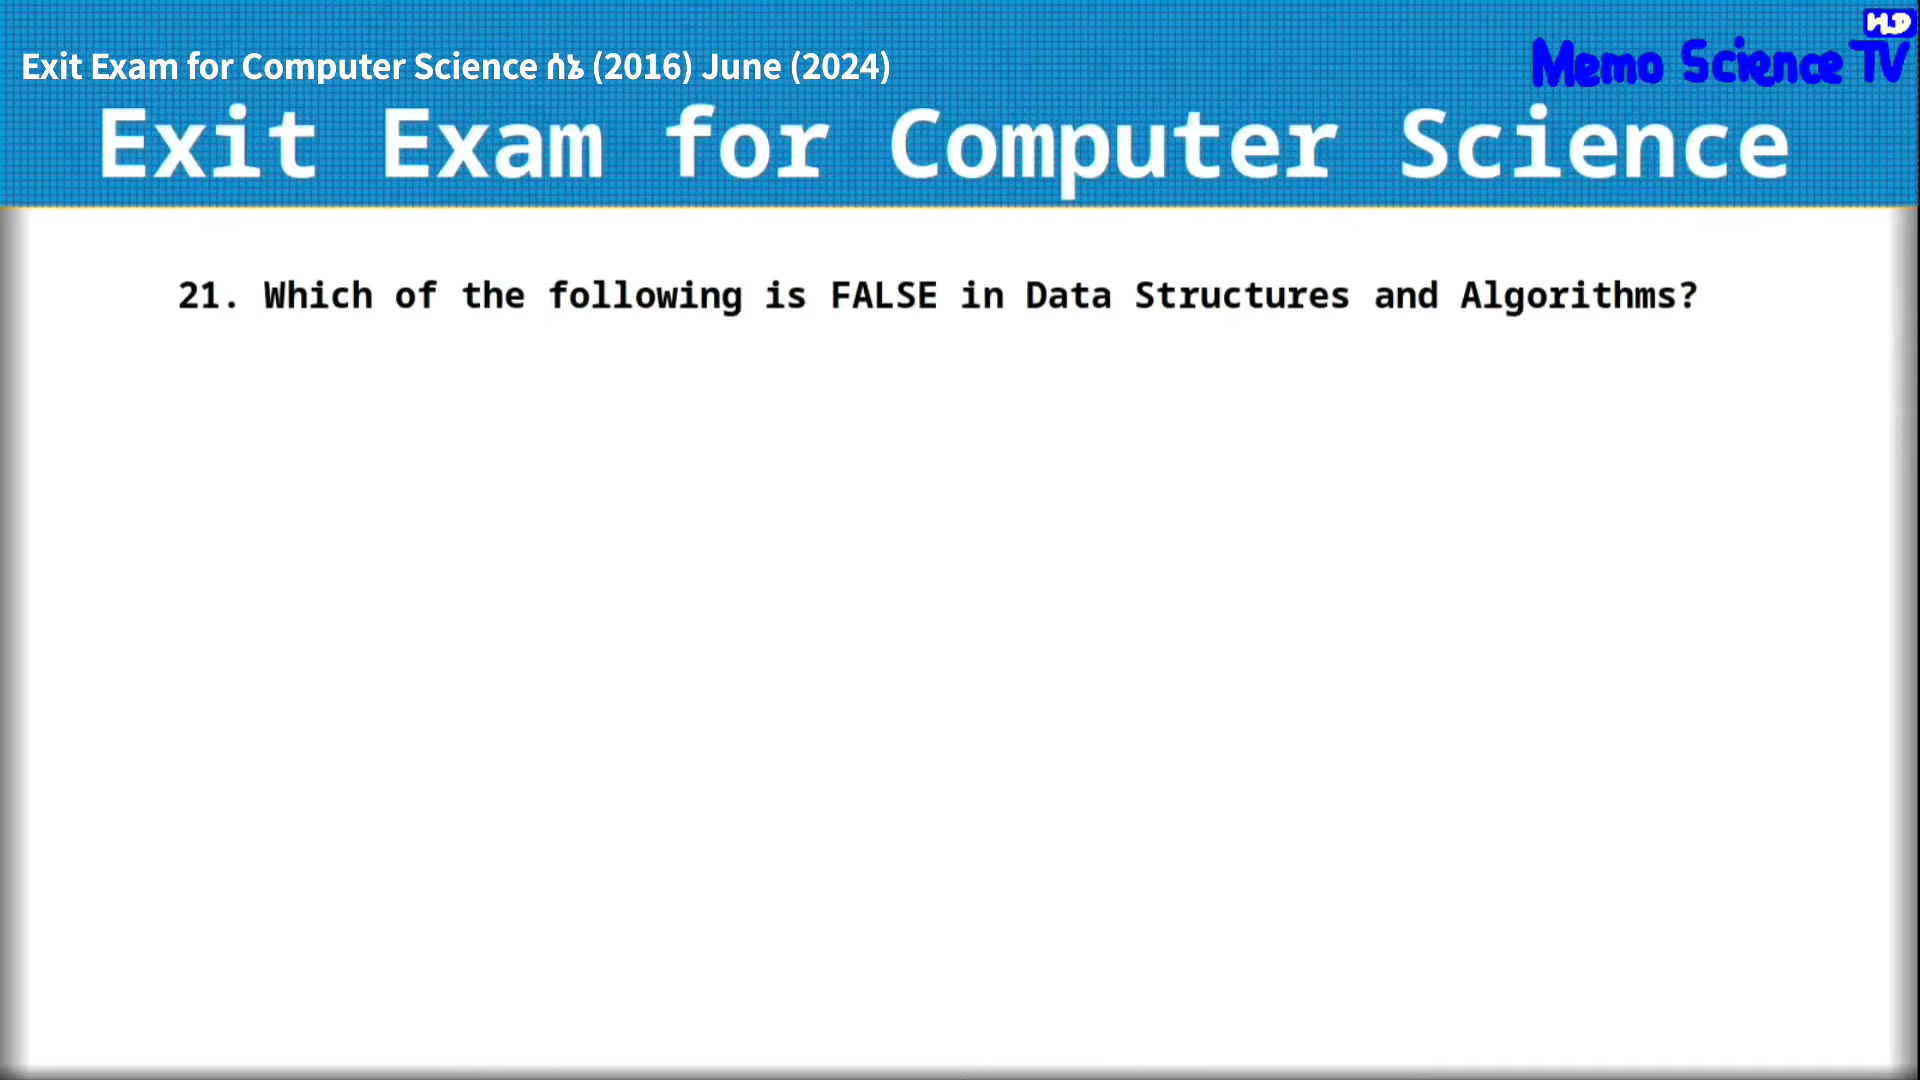 HD
Exit Exam for Computer Science ሰኔ (2016) June (2024)
Memo Science TV
Exit Exam for Computer Science
21. Which of the following is FALSE in Data Structures and Algorithms?